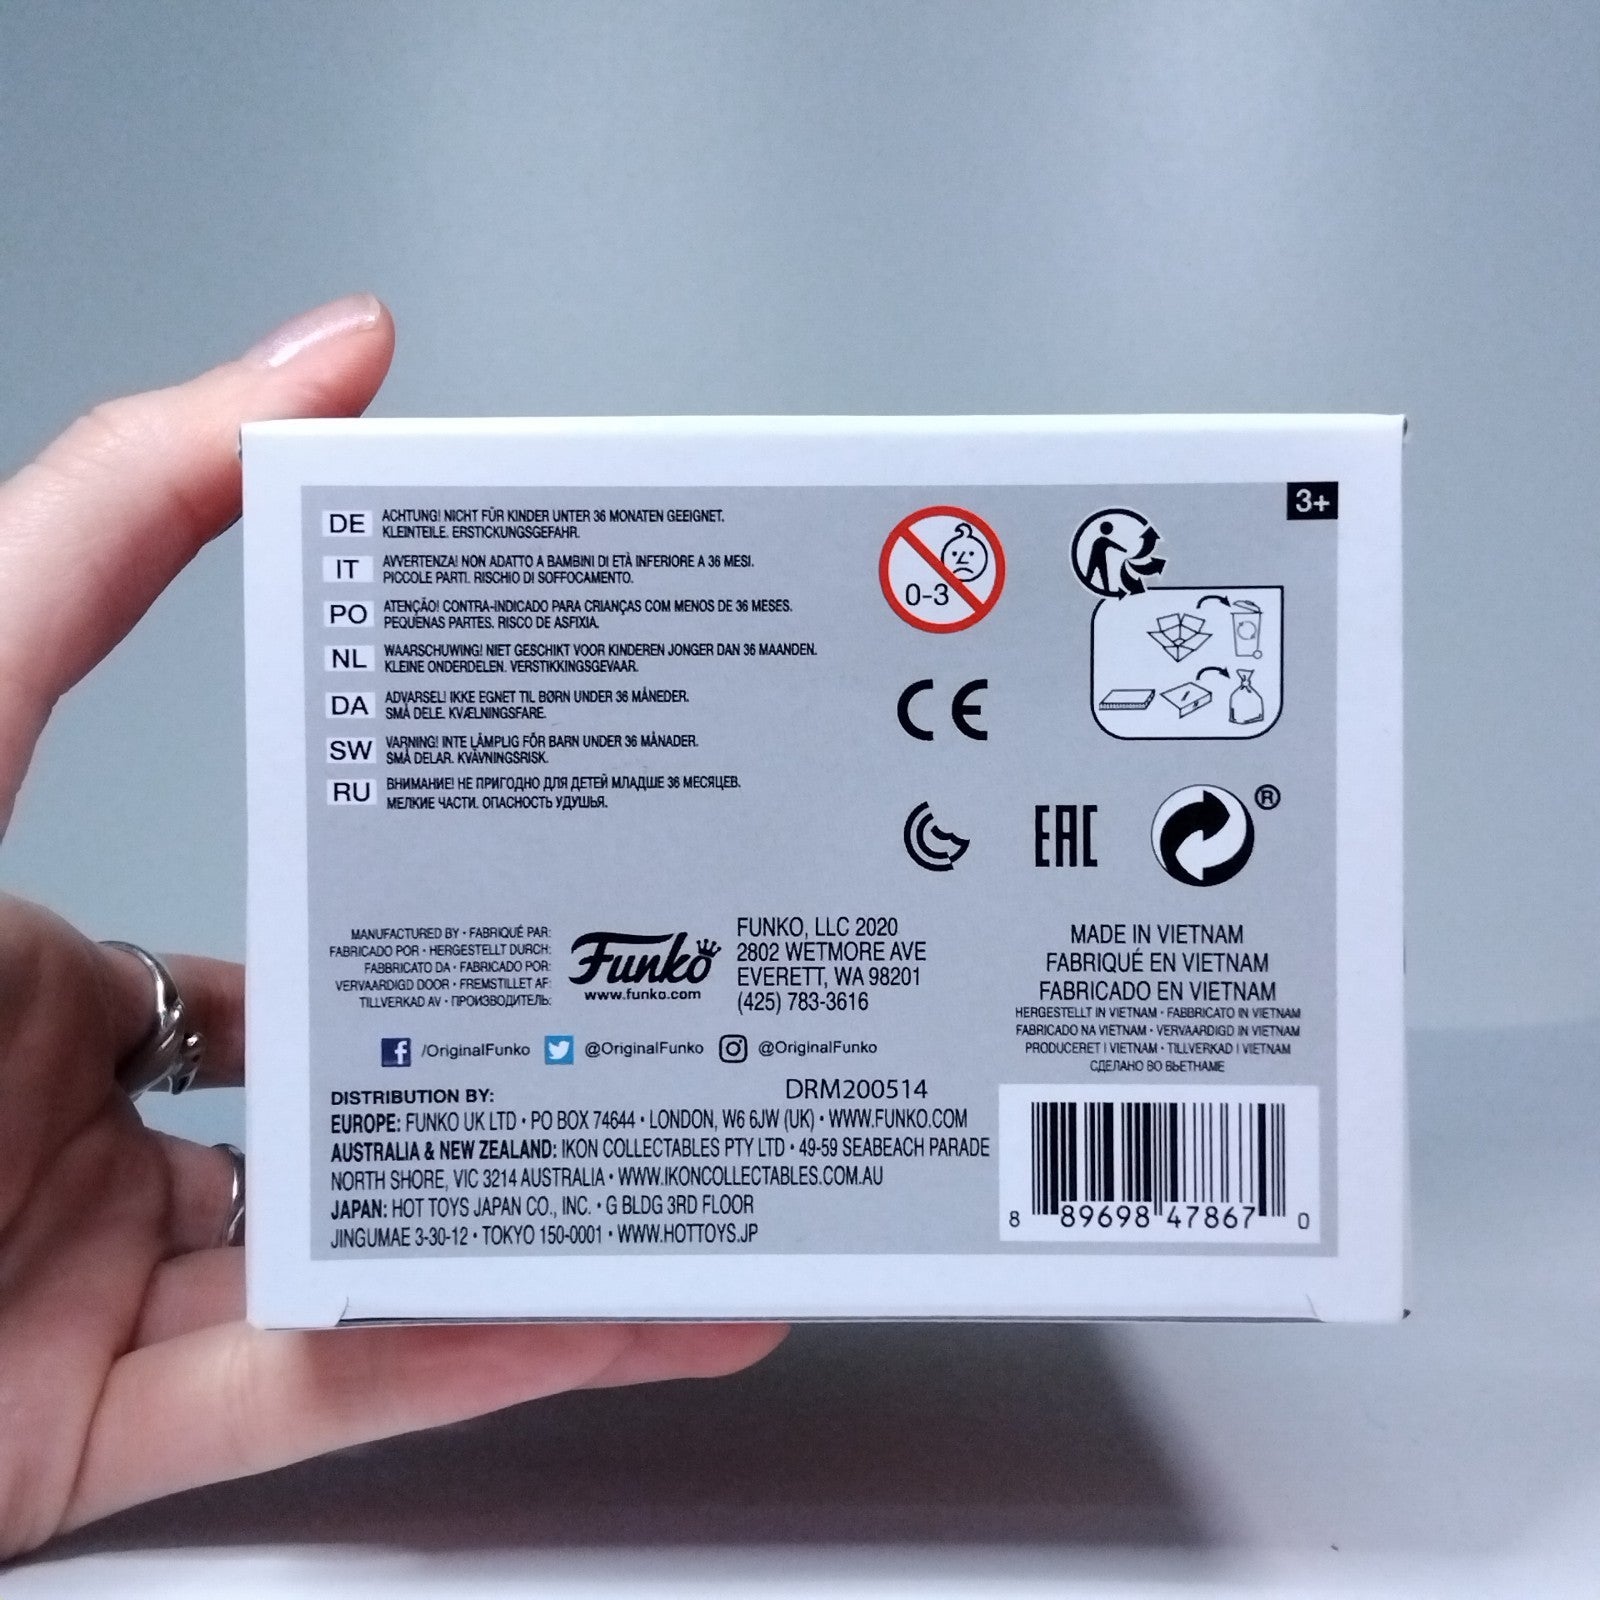 3+
DE ACHTUNG! NICHT FÜR KINDER UNTER 36 MONATEN GEEIGNET.
KLEINTEILE. ERSTICKUNGSGEFAHR.
IT AVVERTENZA! NON ADATTO A BAMBINI DI ETÀ INFERIORE A 36 MESI.
PICCOLE PARTI. RISCHIO DI SOFFOCAMENTO.
PO ATENÇÃO! CONTRA-INDICADO PARA CRIANÇAS COM MENOS DE 36 MESES.
PEQUENAS PARTES. RISCO DE ASFIXIA.
NL WAARSCHUWING! NIET GESCHIKT VOOR KINDEREN JONGER DAN 36 MAANDEN.
KLEINE ONDERDELEN. VERSTIKKINGSGEVAAR.
DA ADVARSEL! IKKE EGNET TIL BØRN UNDER 36 MÅNEDER.
SMÅ DELE. KVÆLNINGSFARE.
SW VARNING! INTE LÄMPLIG FÖR BARN UNDER 36 MÅNADER.
SMÅ DELAR. KVÄVNINGSRISK.
RU ВНИМАНИЕ! НЕ ПРИГОДНО ДЛЯ ДЕТЕЙ МЛАДШЕ 36 МЕСЯЦЕВ.
МЕЛКИЕ ЧАСТИ. ОПАСНОСТЬ УДУШЬЯ.
0-3
CE
EAC
®
MANUFACTURED BY • FABRIQUÉ PAR:
FABRICADO POR • HERGESTELLT DURCH:
FABBRICATO DA • FABRICADO POR:
VERVAARDIGD DOOR • FREMSTILLET AF:
TILLVERKAD AV • ПРОИЗВОДИТЕЛЬ:
Funko
www.funko.com
FUNKO, LLC 2020
2802 WETMORE AVE
EVERETT, WA 98201
(425) 783-3616
MADE IN VIETNAM
FABRIQUÉ EN VIETNAM
FABRICADO EN VIETNAM
HERGESTELLT IN VIETNAM • FABBRICATO IN VIETNAM
FABRICADO NA VIETNAM • VERVAARDIGD IN VIETNAM
PRODUCERET I VIETNAM • TILLVERKAD I VIETNAM
СДЕЛАНО ВО ВЬЕТНАМЕ
f /OriginalFunko @OriginalFunko @OriginalFunko
DRM200514
DISTRIBUTION BY:
EUROPE: FUNKO UK LTD • PO BOX 74644 • LONDON, W6 6JW (UK) • WWW.FUNKO.COM
AUSTRALIA & NEW ZEALAND: IKON COLLECTABLES PTY LTD • 49-59 SEABEACH PARADE
NORTH SHORE, VIC 3214 AUSTRALIA • WWW.IKONCOLLECTABLES.COM.AU
JAPAN: HOT TOYS JAPAN CO., INC. • G BLDG 3RD FLOOR
JINGUMAE 3-30-12 • TOKYO 150-0001 • WWW.HOTTOYS.JP
8 89698 47867 0